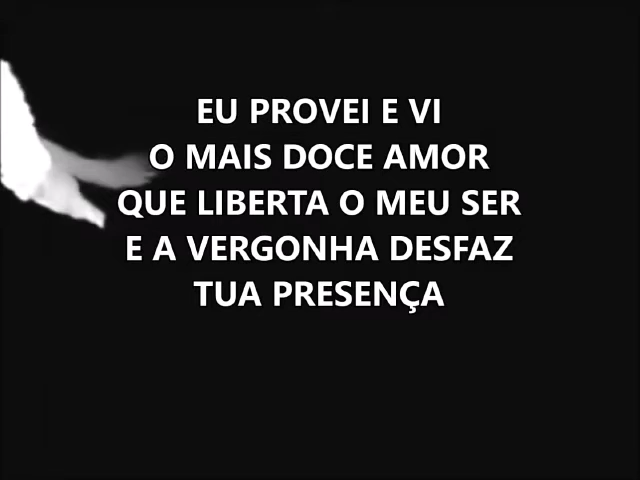 EU PROVEI E VI
O MAIS DOCE AMOR
QUE LIBERTA O MEU SER
E A VERGONHA DESFAZ
TUA PRESENÇA